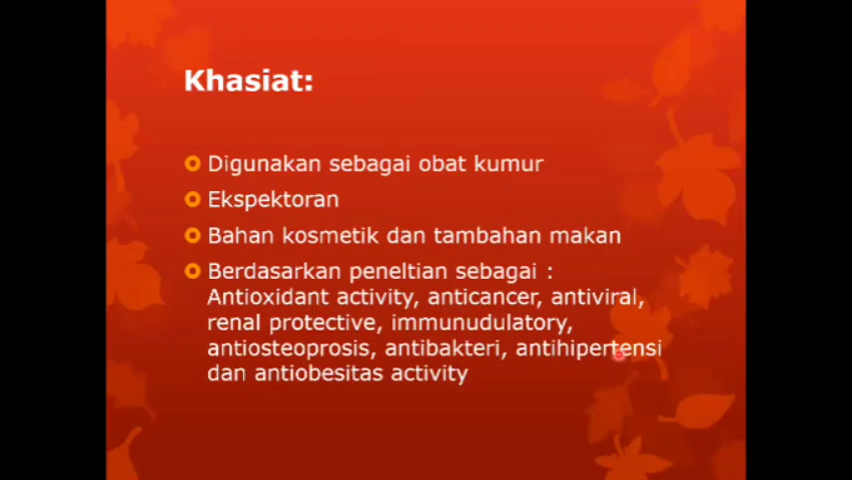 Khasiat:
Digunakan sebagai obat kumur
Ekspektoran
Bahan kosmetik dan tambahan makan
Berdasarkan peneltian sebagai :
Antioxidant activity, anticancer, antiviral,
renal protective, immunudulatory,
antiosteoprosis, antibakteri, antihipertensi
dan antiobesitas activity